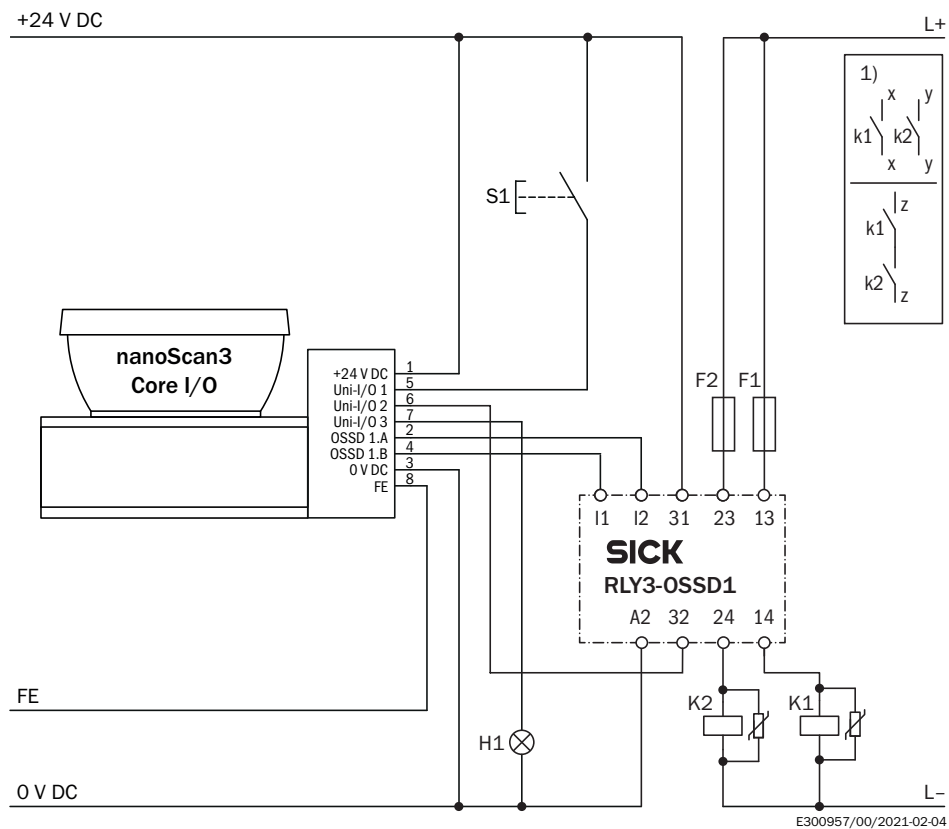 +24 V DC
L+
1)
x y
k1 k2
x y
z
k1
k2
z
S1
nanoScan3
Core I/O
+24 V DC 1
Uni-I/O 1 5
Uni-I/O 2 6
Uni-I/O 3 7
OSSD 1.A 2
OSSD 1.B 4
0 V DC 3
FE 8
F2 F1
I1 I2 31 23 13
SICK
RLY3-OSSD1
A2 32 24 14
FE
K2 K1
H1
0 V DC
L–
E300957/00/2021-02-04